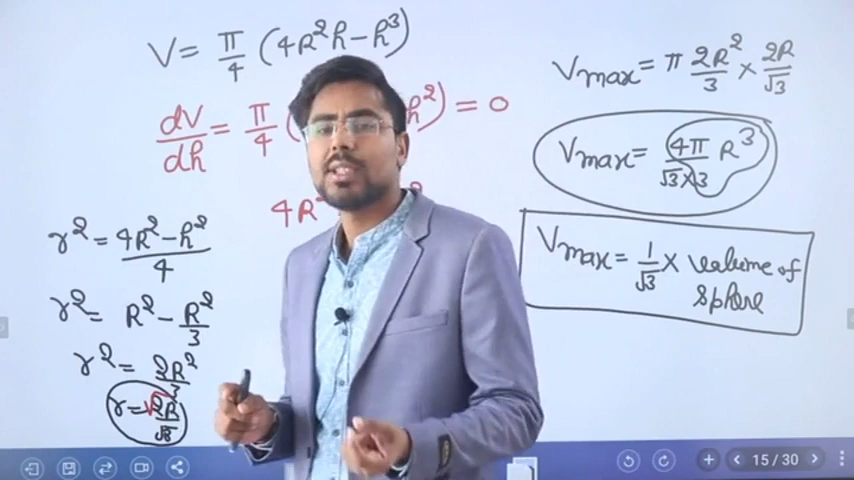 V = π/4 (4R²h - h³)
dV/dh = π/4 ( h²) = 0
4R² ²
r² = 4R² - h² / 4
r² = R² - R²/3
r² = 2R²/3
r = √2R/√3
Vmax = π 2R²/3 × 2R/√3
Vmax = 4π/√3×3 R³
Vmax = 1/√3 × volume of
sphere
15 / 30